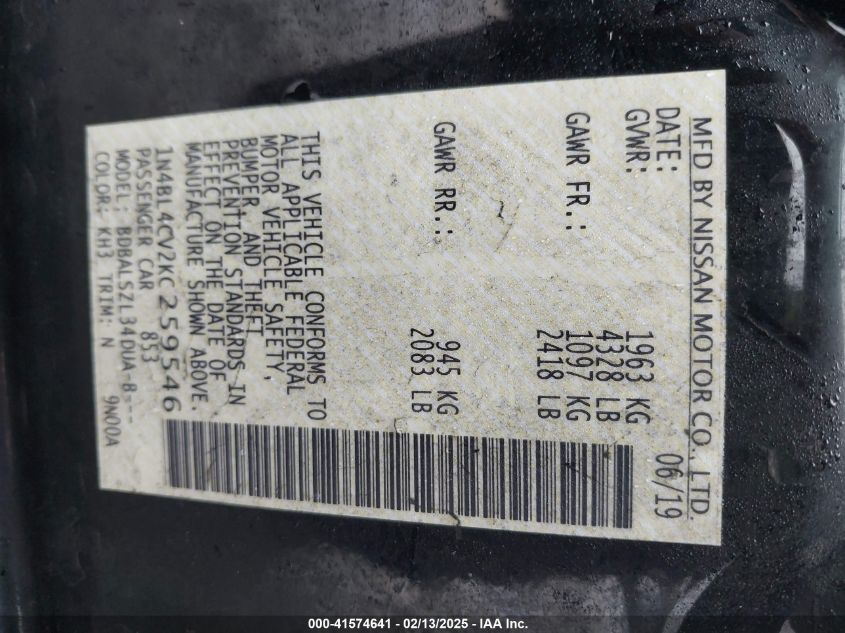 MFD BY NISSAN MOTOR CO., LTD.
DATE: 06/19
GVWR: 1963 KG
4328 LB
GAWR FR.: 1097 KG
2418 LB
GAWR RR.: 945 KG
2083 LB
THIS VEHICLE CONFORMS TO
ALL APPLICABLE FEDERAL
MOTOR VEHICLE SAFETY,
BUMPER, AND THEFT
PREVENTION STANDARDS IN
EFFECT ON THE DATE OF
MANUFACTURE SHOWN ABOVE.
1N4BL4CV2KC259546
PASSENGER CAR 853
MODEL: BDBALSZL34DUA-8---
COLOR: KH3 TRIM: N 9N00A
000-41574641 - 02/13/2025 - IAA Inc.